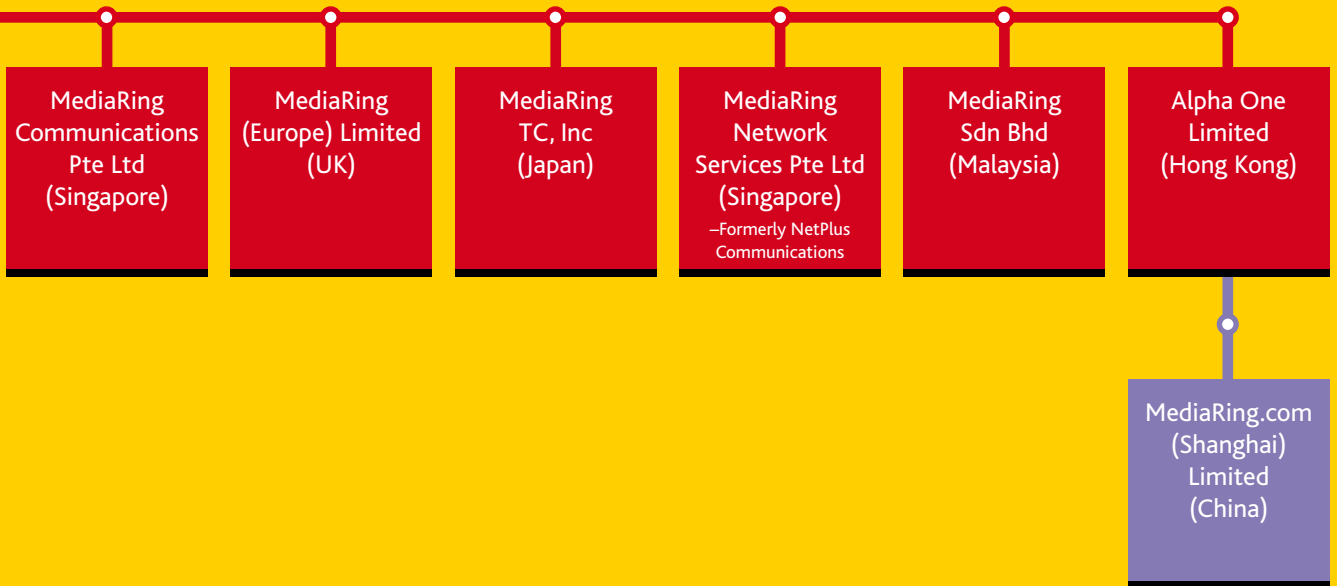 MediaRing
Communications
Pte Ltd
(Singapore)
MediaRing
(Europe) Limited
(UK)
MediaRing
TC, Inc
(Japan)
MediaRing
Network
Services Pte Ltd
(Singapore)
–Formerly NetPlus
Communications
MediaRing
Sdn Bhd
(Malaysia)
Alpha One
Limited
(Hong Kong)
MediaRing.com
(Shanghai)
Limited
(China)